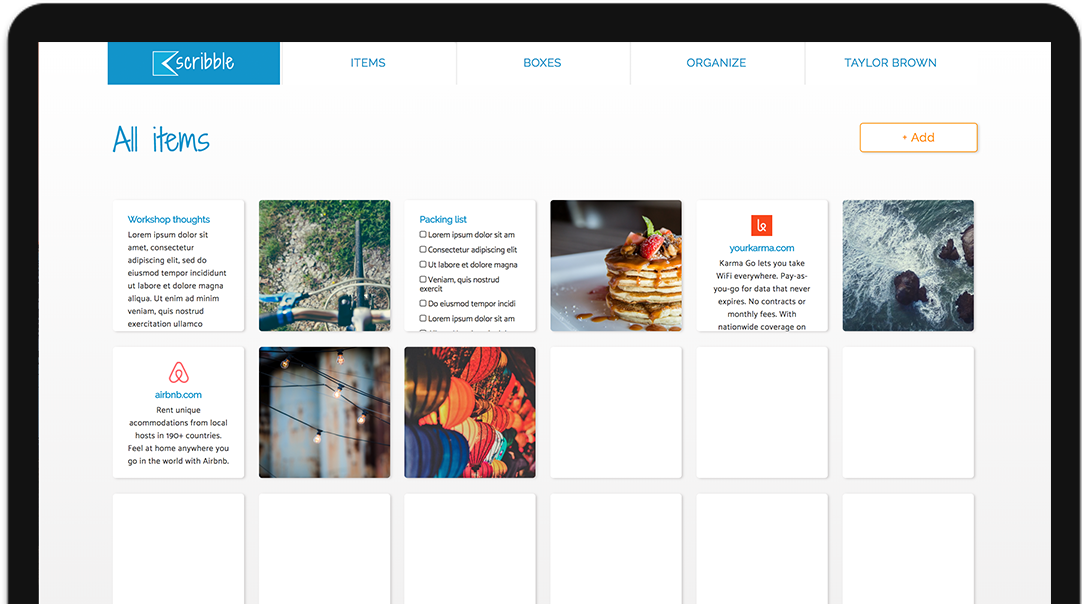 scribble
ITEMS
BOXES
ORGANIZE
TAYLOR BROWN
All items
+ Add
Workshop thoughts
Lorem ipsum dolor sit
amet, consectetur
adipiscing elit, sed do
eiusmod tempor incididunt
ut labore et dolore magna
aliqua. Ut enim ad minim
veniam, quis nostrud
exercitation ullamco
Packing list
Lorem ipsum dolor sit am
Consectetur adipiscing elit
Ut labore et dolore magna
Veniam, quis nostrud
exercit
Do eiusmod tempor incidi
Lorem ipsum dolor sit am
yourkarma.com
Karma Go lets you take
WiFi everywhere. Pay-as-
you-go for data that never
expires. No contracts or
monthly fees. With
nationwide coverage on
airbnb.com
Rent unique
acommodations from local
hosts in 190+ countries.
Feel at home anywhere you
go in the world with Airbnb.